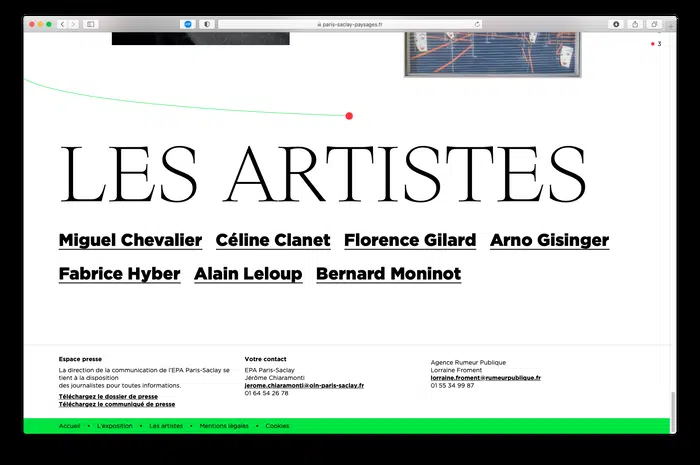 paris-saclay-paysages.fr
3
LES ARTISTES
Miguel Chevalier Céline Clanet Florence Gilard Arno Gisinger
Fabrice Hyber Alain Leloup Bernard Moninot
Espace presse
La direction de la communication de l'EPA Paris-Saclay se
tient à la disposition
des journalistes pour toutes informations.
Téléchargez le dossier de presse
Téléchargez le communiqué de presse
Votre contact
EPA Paris-Saclay
Jérôme Chiaramonti
jerome.chiaramonti@oin-paris-saclay.fr
01 64 54 26 78
Agence Rumeur Publique
Lorraine Froment
lorraine.froment@rumeurpublique.fr
01 55 34 99 87
Accueil • L'exposition • Les artistes • Mentions légales • Cookies